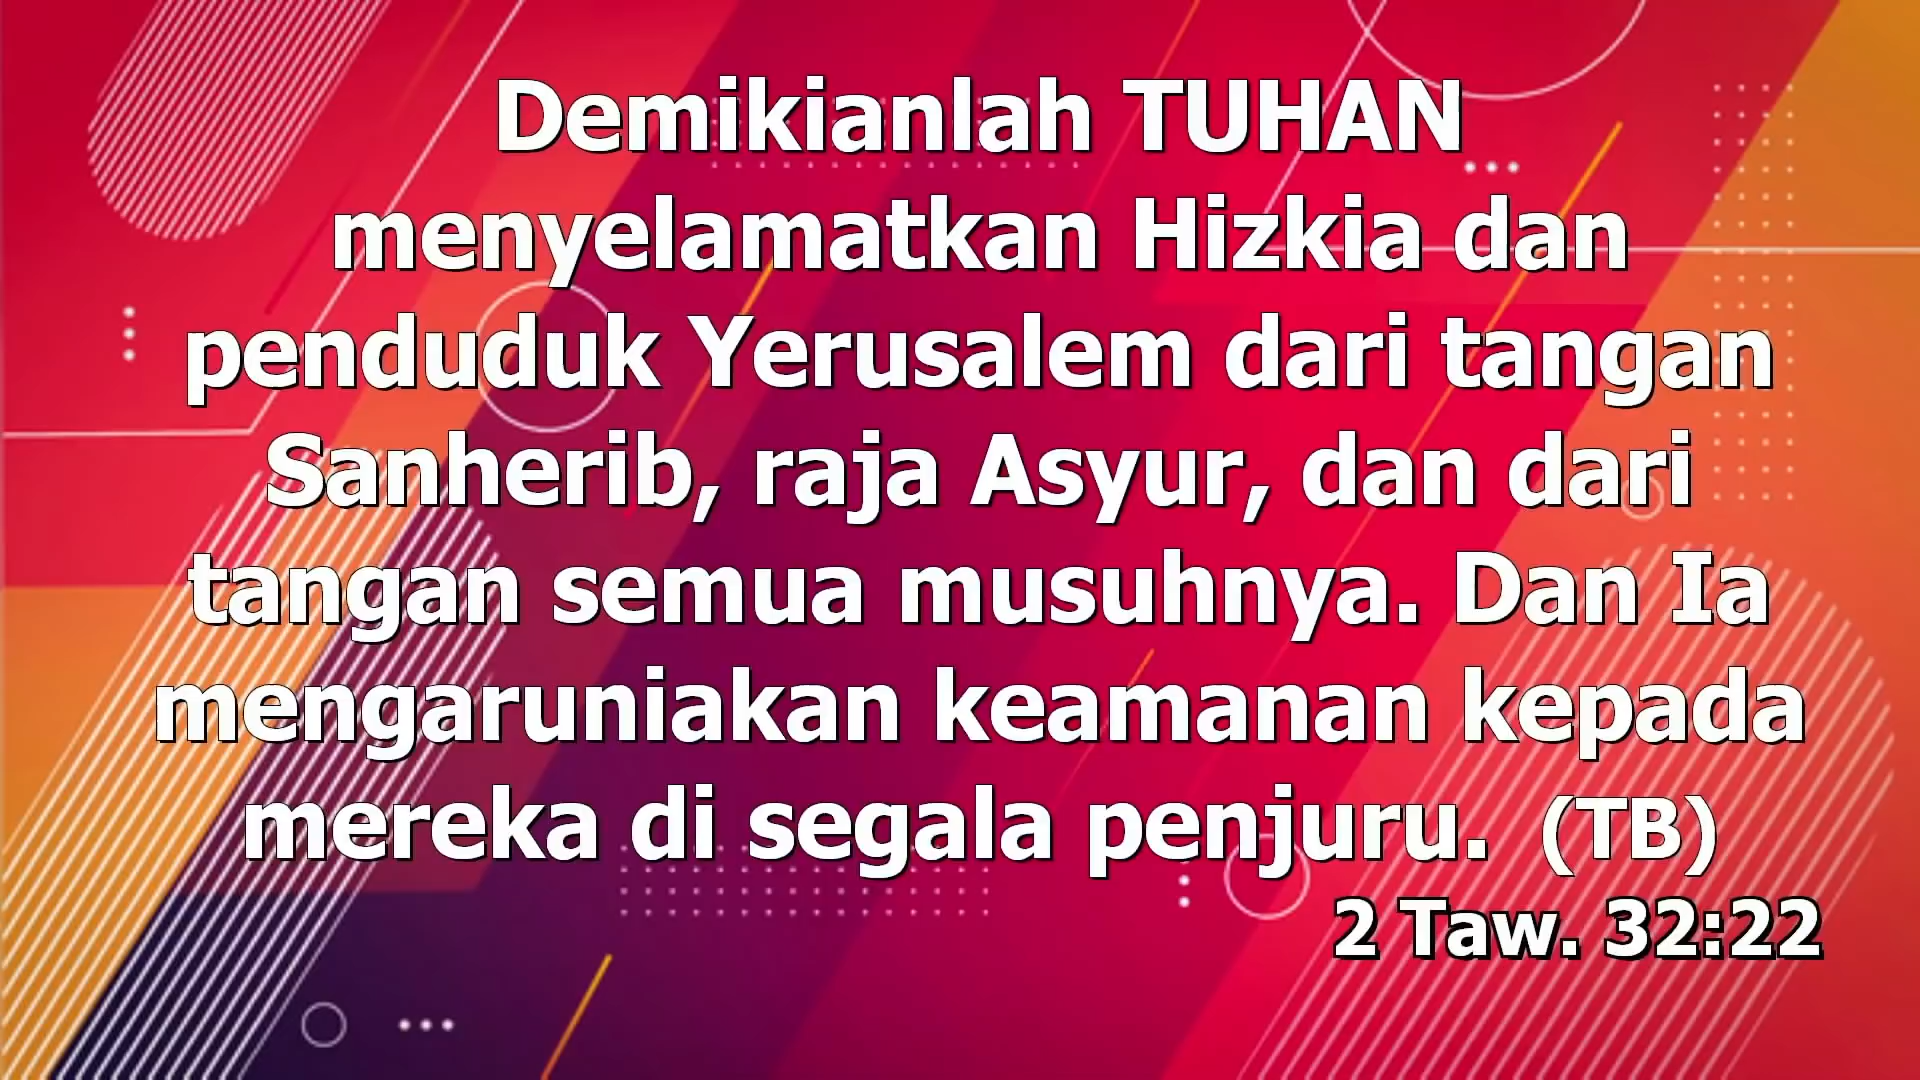 Demikianlah TUHAN
menyelamatkan Hizkia dan
penduduk Yerusalem dari tangan
Sanherib, raja Asyur, dan dari
tangan semua musuhnya. Dan Ia
mengaruniakan keamanan kepada
mereka di segala penjuru. (TB)
2 Taw. 32:22